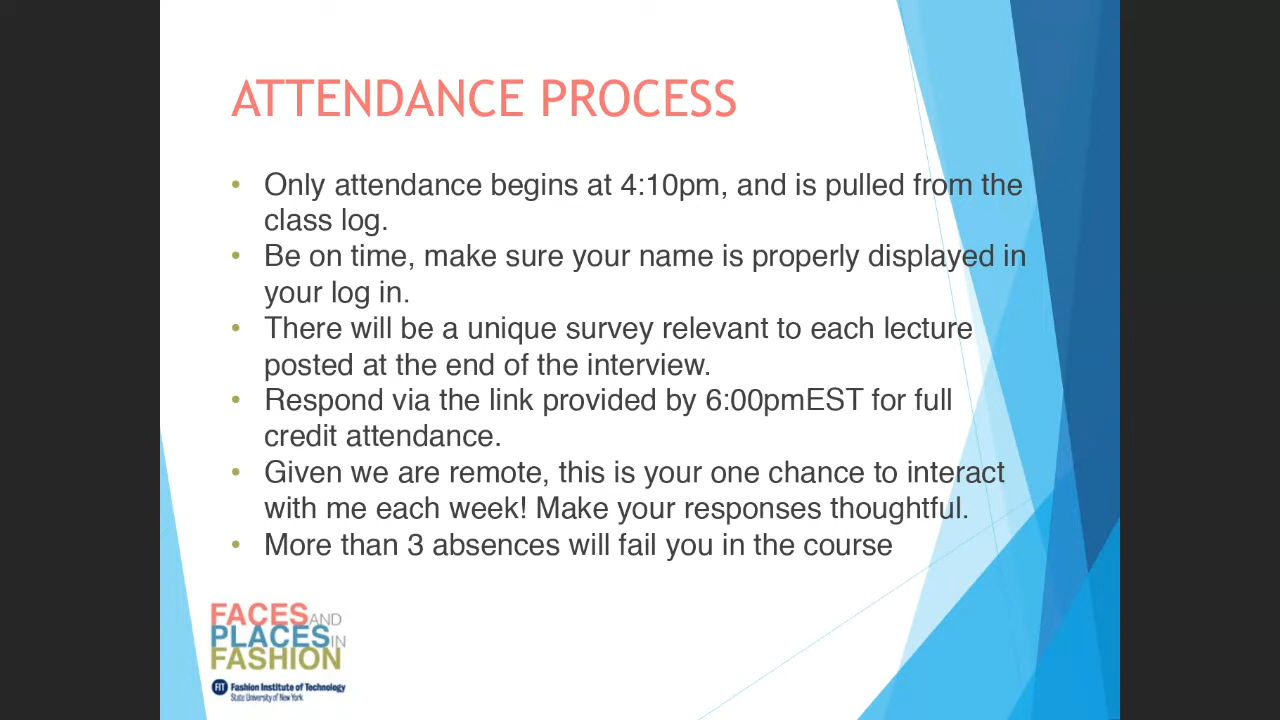 ATTENDANCE PROCESS
• Only attendance begins at 4:10pm, and is pulled from the
class log.
• Be on time, make sure your name is properly displayed in
your log in.
• There will be a unique survey relevant to each lecture
posted at the end of the interview.
• Respond via the link provided by 6:00pmEST for full
credit attendance.
• Given we are remote, this is your one chance to interact
with me each week! Make your responses thoughtful.
• More than 3 absences will fail you in the course
FACES AND
PLACES IN
FASHION
FIT Fashion Institute of Technology
State University of New York